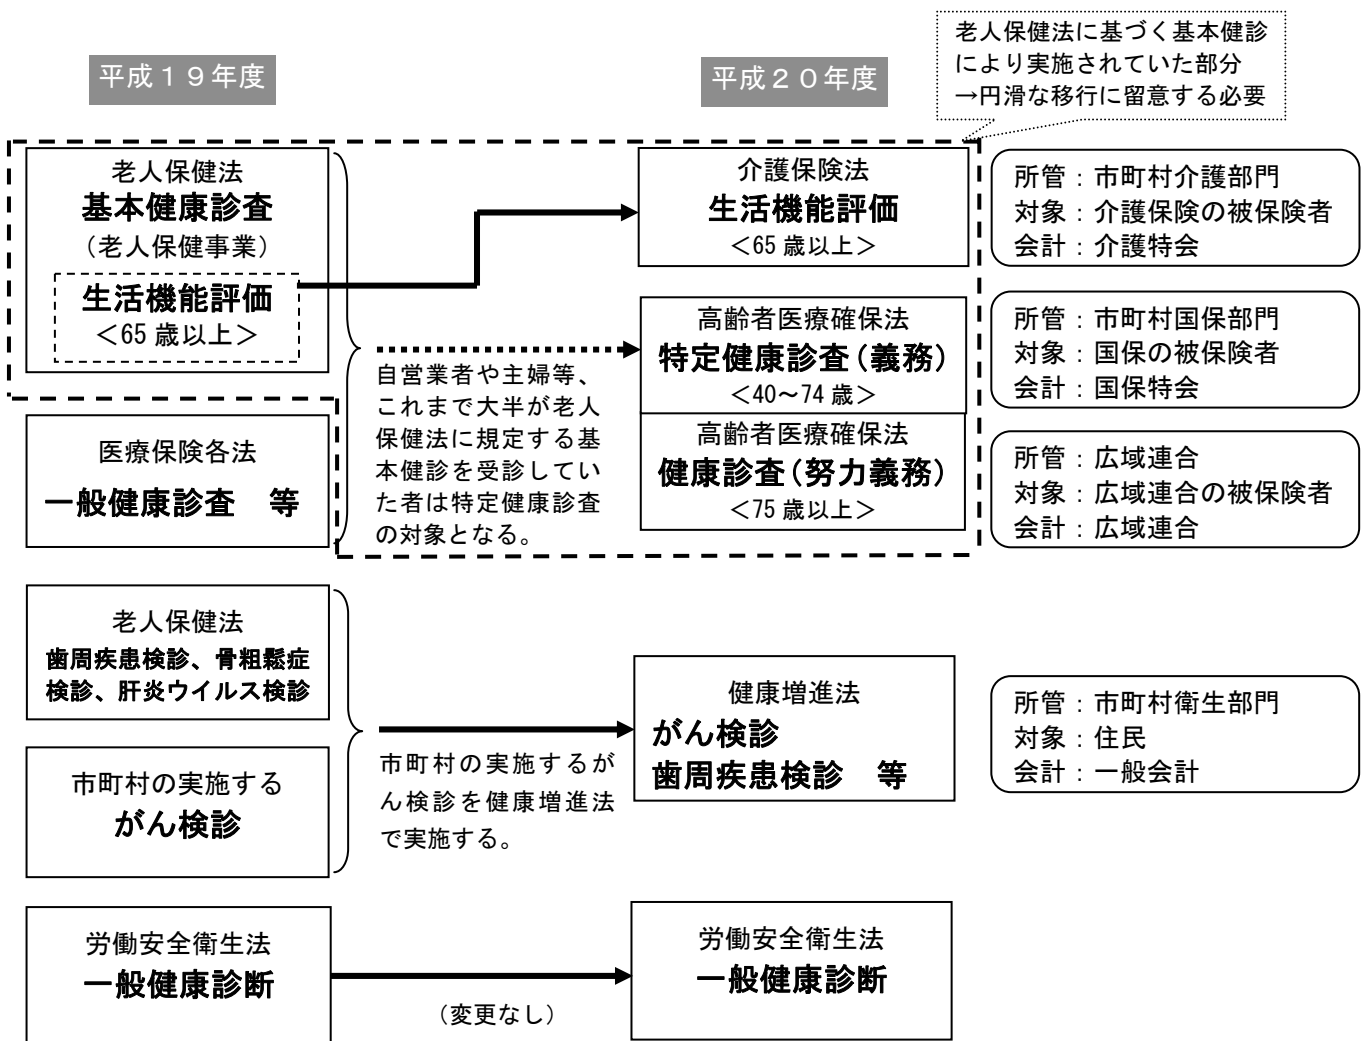 平成１９年度
平成２０年度
老人保健法に基づく基本健診
により実施されていた部分
→円滑な移行に留意する必要
老人保健法
基本健康診査
（老人保健事業）
生活機能評価
＜65 歳以上＞
介護保険法
生活機能評価
＜65 歳以上＞
所管：市町村介護部門
対象：介護保険の被保険者
会計：介護特会
自営業者や主婦等、
これまで大半が老人
保健法に規定する基
本健診を受診してい
た者は特定健康診査
の対象となる。
高齢者医療確保法
特定健康診査（義務）
＜40～74 歳＞
所管：市町村国保部門
対象：国保の被保険者
会計：国保特会
医療保険各法
一般健康診査　等
高齢者医療確保法
健康診査（努力義務）
＜75 歳以上＞
所管：広域連合
対象：広域連合の被保険者
会計：広域連合
老人保健法
歯周疾患検診、骨粗鬆症
検診、肝炎ウイルス検診
市町村の実施する
がん検診
市町村の実施するが
ん検診を健康増進法
で実施する。
健康増進法
がん検診
歯周疾患検診　等
所管：市町村衛生部門
対象：住民
会計：一般会計
労働安全衛生法
一般健康診断
（変更なし）
労働安全衛生法
一般健康診断